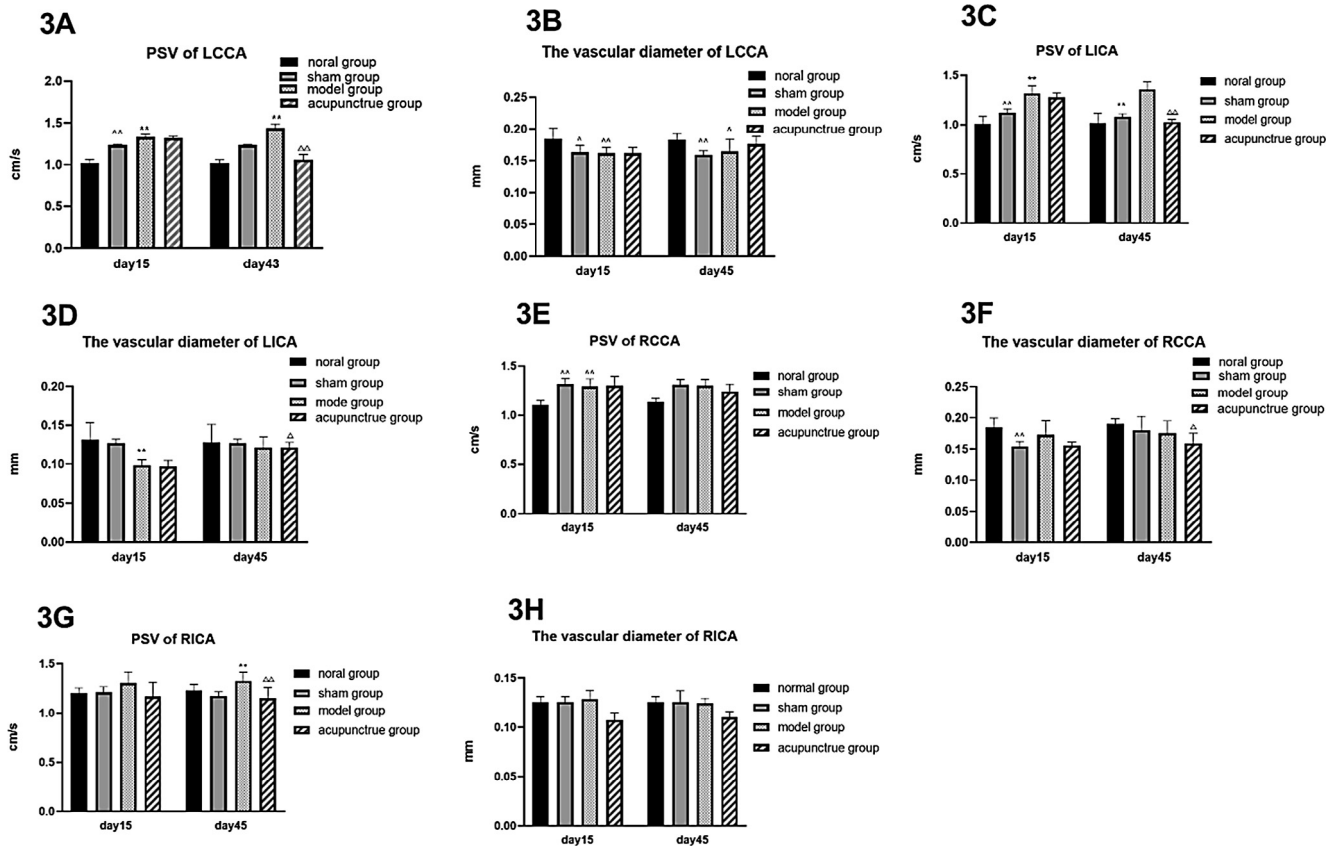 3A
PSV of LCCA
noral group
sham group
model group
acupunctrue group
cm/s
2.0
1.5
1.0
0.5
0.0
^^
**
**
△△
day15
day43
3B
The vascular diameter of LCCA
noral group
sham group
model group
acupunctrue group
mm
0.25
0.20
0.15
0.10
0.05
0.00
^
^^
^^
^
day15
day45
3C
PSV of LICA
noral group
sham group
model group
acupunctrue group
cm/s
1.5
1.0
0.5
0.0
^^
**
**
△△
day15
day45
3D
The vascular diameter of LICA
noral group
sham group
mode group
acupunctrue group
mm
0.20
0.15
0.10
0.05
0.00
**
△
day15
day45
3E
PSV of RCCA
noral group
sham group
model group
acupunctrue group
cm/s
1.5
1.0
0.5
0.0
^^
^^
day15
day45
3F
The vascular diameter of RCCA
noral group
sham group
model group
acupunctrue group
mm
0.25
0.20
0.15
0.10
0.05
0.00
^^
△
day15
day45
3G
PSV of RICA
noral group
sham group
model group
acupunctrue group
cm/s
1.5
1.0
0.5
0.0
**
△△
day15
day45
3H
The vascular diameter of RICA
normal group
sham group
model group
acupunctrue group
mm
0.15
0.10
0.05
0.00
day15
day45